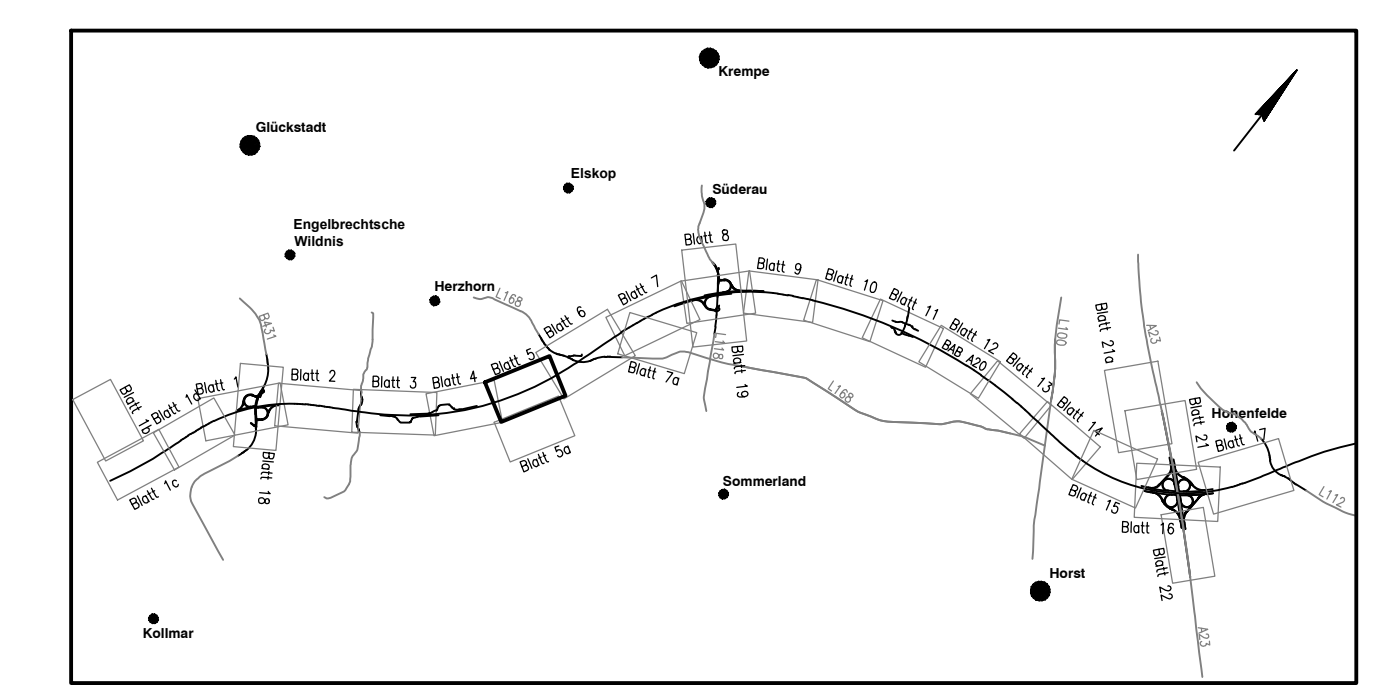 Krempe
Glückstadt
Elskop
Süderau
Engelbrechtsche
Wildnis
Blatt 8
Herzhorn
L168
Blatt 9
Blatt 10
Blatt 11
Blatt 12
BAB A20
Blatt 13
Blatt 14
L100
Blatt 21a
A23
B431
Blatt 7
Blatt 6
Blatt 5
Blatt 4
Blatt 3
Blatt 2
Blatt 1
Blatt 1a
Blatt 1b
Blatt 1c
Blatt 18
Blatt 5a
Blatt 7a
L118
Blatt 19
L168
Blatt 21
Hohenfelde
Blatt 17
L112
Sommerland
Blatt 15
Blatt 16
Blatt 22
Horst
Kollmar
A23